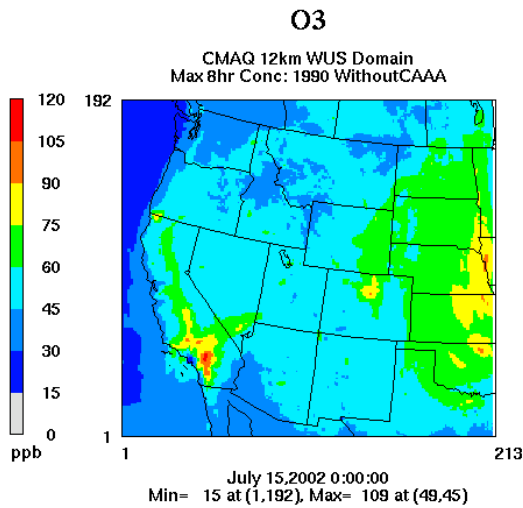 O3
CMAQ 12km WUS Domain
Max 8hr Conc: 1990 WithoutCAAA
120
105
90
75
60
45
30
15
0
ppb
192
1
1
213
July 15,2002 0:00:00
Min= 15 at (1,192), Max= 109 at (49,45)